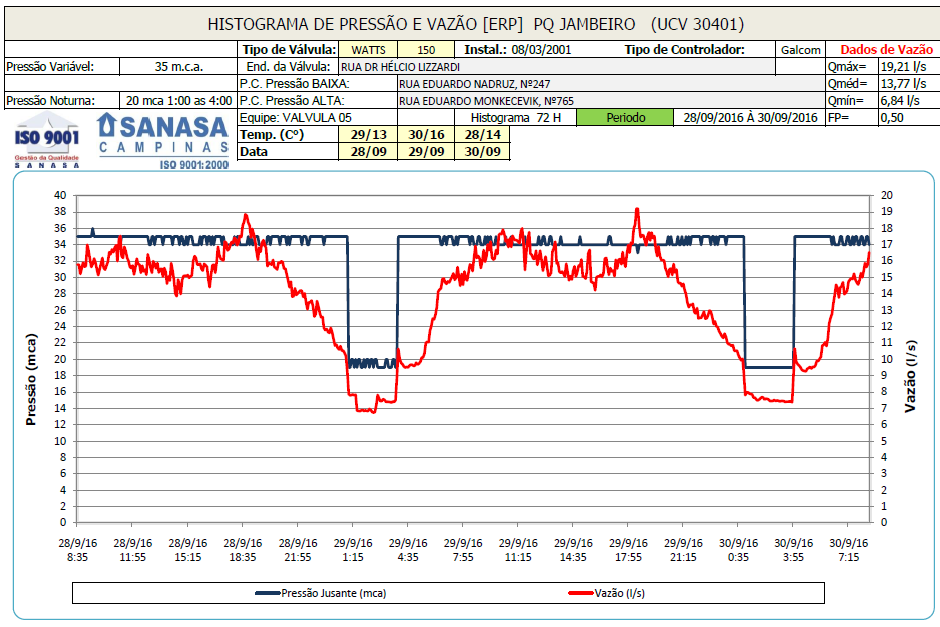 HISTOGRAMA DE PRESSÃO E VAZÃO [ERP] PQ JAMBEIRO (UCV 30401)
Tipo de Válvula: WATTS 150 Instal.: 08/03/2001 Tipo de Controlador: Galcom Dados de Vazão
Pressão Variável: 35 m.c.a. End. da Válvula: RUA DR HÉLCIO LIZZARDI Qmáx= 19,21 l/s
P.C. Pressão BAIXA: RUA EDUARDO NADRUZ, Nº247 Qméd= 13,77 l/s
Pressão Noturna: 20 mca 1:00 as 4:00 P.C. Pressão ALTA: RUA EDUARDO MONKECEVIK, Nº765 Qmín= 6,84 l/s
Equipe: VALVULA 05 Histograma 72 H Periodo 28/09/2016 À 30/09/2016 FP= 0,50
Temp. (Cº) 29/13 30/16 28/14
Data 28/09 29/09 30/09
ISO 9001
Gestão da Qualidade
S A N A S A
SANASA
CAMPINAS
ISO 9001:2000
40 20
38 19
36 18
34 17
32 16
30 15
28 14
26 13
24 12
22 11
20 10
18 9
16 8
14 7
12 6
10 5
8 4
6 3
4 2
2 1
0 0
Pressão (mca)
Vazão (l/s)
28/9/16 28/9/16 28/9/16 28/9/16 28/9/16 29/9/16 29/9/16 29/9/16 29/9/16 29/9/16 29/9/16 29/9/16 30/9/16 30/9/16 30/9/16
8:35 11:55 15:15 18:35 21:55 1:15 4:35 7:55 11:15 14:35 17:55 21:15 0:35 3:55 7:15
Pressão Jusante (mca) Vazão (l/s)